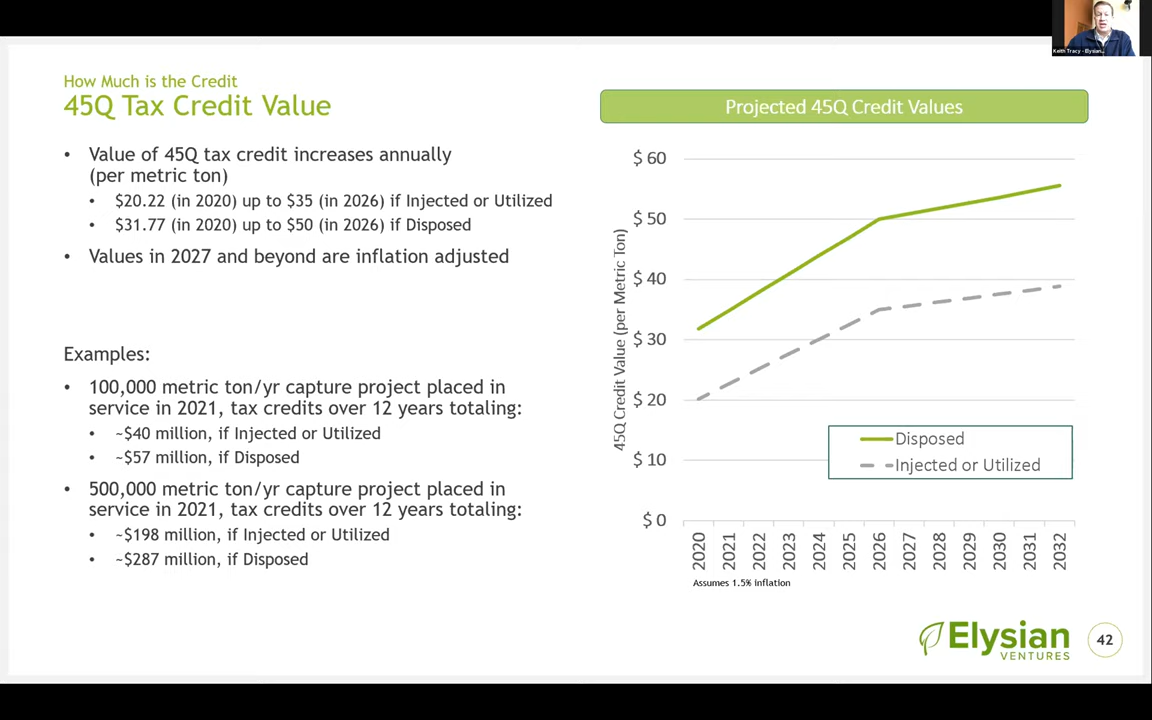 Keith Tracy - Elysian...
How Much is the Credit
45Q Tax Credit Value
• Value of 45Q tax credit increases annually
(per metric ton)
• $20.22 (in 2020) up to $35 (in 2026) if Injected or Utilized
• $31.77 (in 2020) up to $50 (in 2026) if Disposed
• Values in 2027 and beyond are inflation adjusted
Examples:
• 100,000 metric ton/yr capture project placed in
service in 2021, tax credits over 12 years totaling:
• ~$40 million, if Injected or Utilized
• ~$57 million, if Disposed
• 500,000 metric ton/yr capture project placed in
service in 2021, tax credits over 12 years totaling:
• ~$198 million, if Injected or Utilized
• ~$287 million, if Disposed
Projected 45Q Credit Values
45Q Credit Value (per Metric Ton)
$ 60
$ 50
$ 40
$ 30
$ 20
$ 10
$ 0
Disposed
Injected or Utilized
2020 2021 2022 2023 2024 2025 2026 2027 2028 2029 2030 2031 2032
Assumes 1.5% inflation
Elysian
VENTURES
42